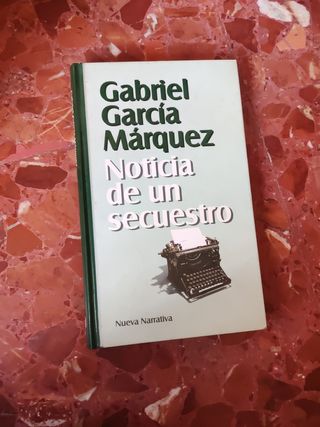 Gabriel
García
Márquez
Noticia
de un
secuestro
Nueva Narrativa